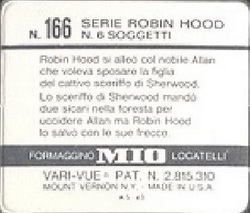 N. 166 SERIE ROBIN HOOD
N. 6 SOGGETTI
Robin Hood si alleò col nobile Allan
che voleva sposare la figlia
del cattivo sceriffo di Sherwood.
Lo sceriffo di Sherwood mandò
due sicari nella foresta per
uccidere Allan ma Robin Hood
lo salvò con le sue frecce.
FORMAGGINO MIO LOCATELLI
VARI-VUE® PAT. N. 2.815.310
MOUNT VERNON N.Y. - MADE IN U.S.A.